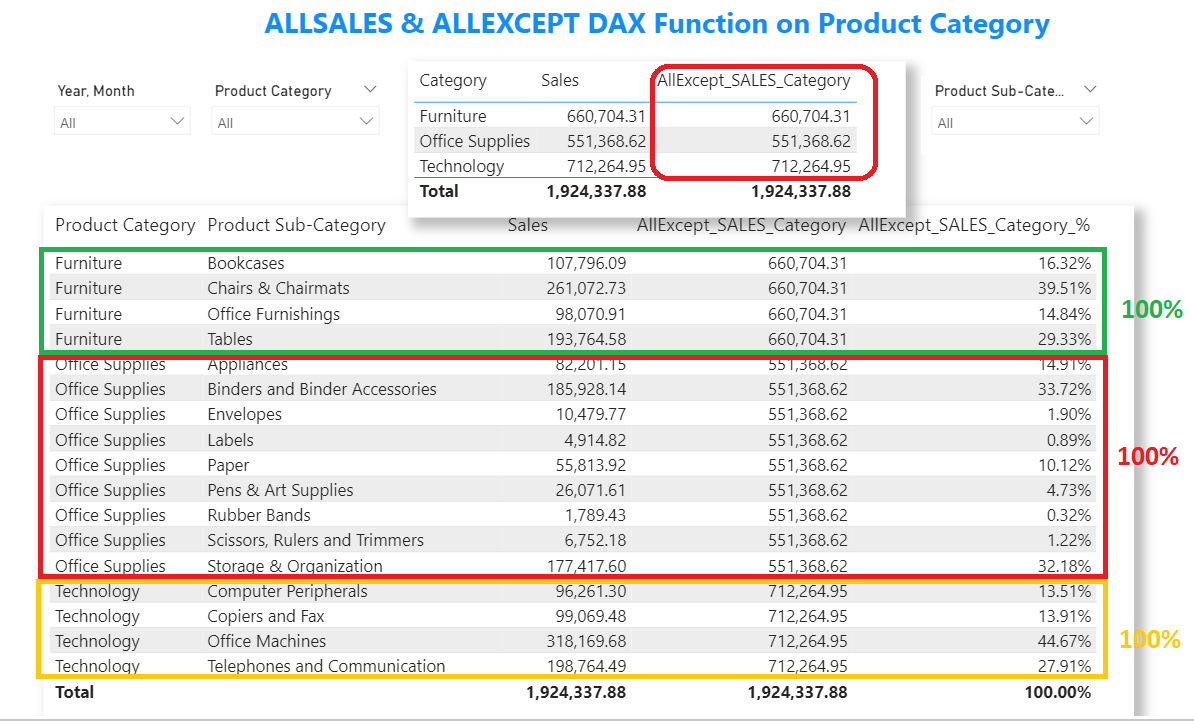 ALLSALES & ALLEXCEPT DAX Function on Product Category
Year, Month
All
Product Category
All
Product Sub-Cate...
All
Category Sales AllExcept_SALES_Category
Furniture 660,704.31 660,704.31
Office Supplies 551,368.62 551,368.62
Technology 712,264.95 712,264.95
Total 1,924,337.88 1,924,337.88
Product Category Product Sub-Category Sales AllExcept_SALES_Category AllExcept_SALES_Category_%
Furniture Bookcases 107,796.09 660,704.31 16.32%
Furniture Chairs & Chairmats 261,072.73 660,704.31 39.51%
Furniture Office Furnishings 98,070.91 660,704.31 14.84%
Furniture Tables 193,764.58 660,704.31 29.33%
100%
Office Supplies Appliances 82,201.15 551,368.62 14.91%
Office Supplies Binders and Binder Accessories 185,928.14 551,368.62 33.72%
Office Supplies Envelopes 10,479.77 551,368.62 1.90%
Office Supplies Labels 4,914.82 551,368.62 0.89%
Office Supplies Paper 55,813.92 551,368.62 10.12%
Office Supplies Pens & Art Supplies 26,071.61 551,368.62 4.73%
Office Supplies Rubber Bands 1,789.43 551,368.62 0.32%
Office Supplies Scissors, Rulers and Trimmers 6,752.18 551,368.62 1.22%
Office Supplies Storage & Organization 177,417.60 551,368.62 32.18%
100%
Technology Computer Peripherals 96,261.30 712,264.95 13.51%
Technology Copiers and Fax 99,069.48 712,264.95 13.91%
Technology Office Machines 318,169.68 712,264.95 44.67%
Technology Telephones and Communication 198,764.49 712,264.95 27.91%
100%
Total 1,924,337.88 1,924,337.88 100.00%